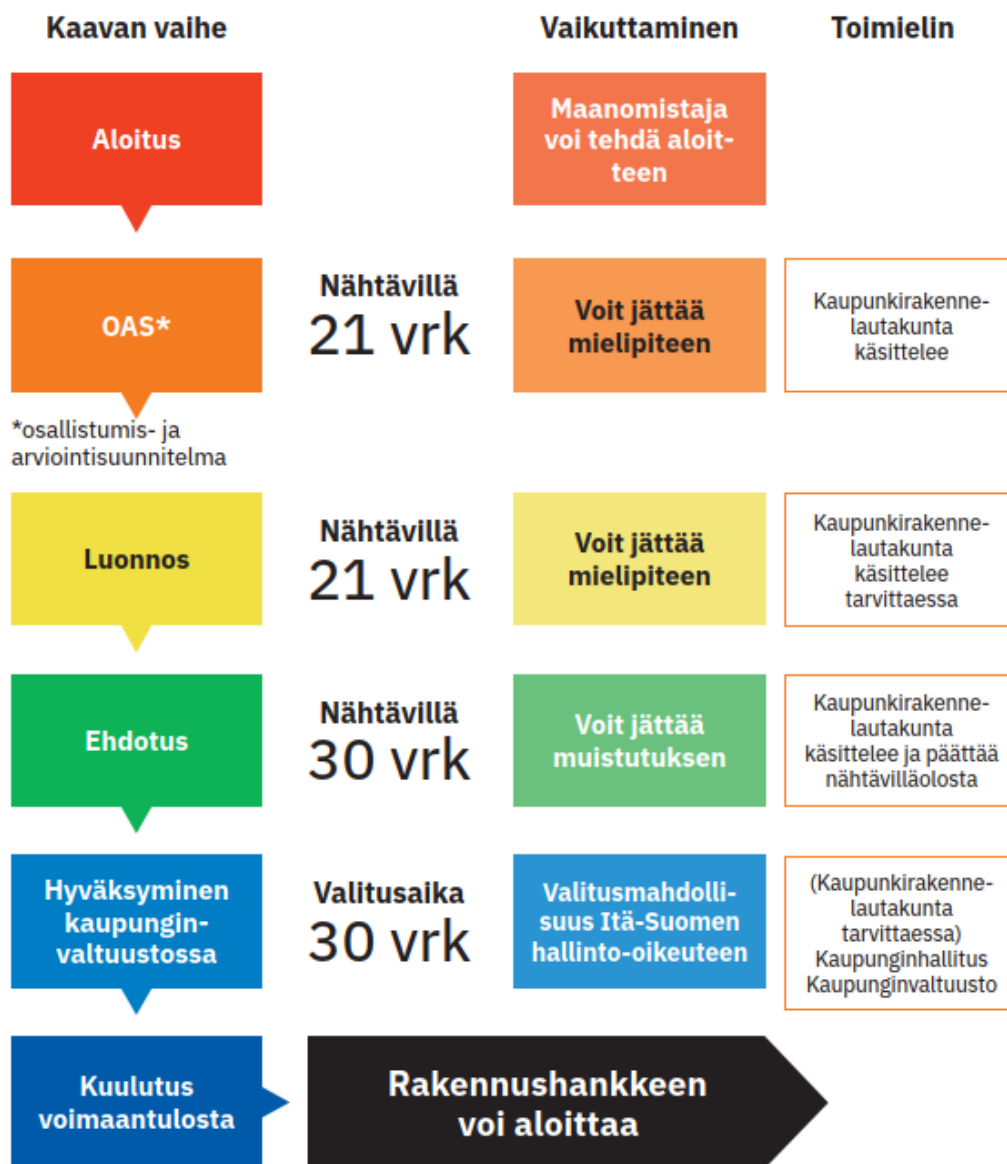 Kaavan vaihe
Vaikuttaminen
Toimielin
Aloitus
Maanomistaja
voi tehdä aloit-
teen
OAS*
Nähtävillä
21 vrk
Voit jättää
mielipiteen
Kaupunkirakenne-
lautakunta
käsittelee
*osallistumis- ja
arviointisuunnitelma
Luonnos
Nähtävillä
21 vrk
Voit jättää
mielipiteen
Kaupunkirakenne-
lautakunta
käsittelee
tarvittaessa
Ehdotus
Nähtävillä
30 vrk
Voit jättää
muistutuksen
Kaupunkirakenne-
lautakunta
käsittelee ja päättää
nähtävilläolosta
Hyväksyminen
kaupungin-
valtuustossa
Valitusaika
30 vrk
Valitusmahdolli-
suus Itä-Suomen
hallinto-oikeuteen
(Kaupunkirakenne-
lautakunta
tarvittaessa)
Kaupunginhallitus
Kaupunginvaltuusto
Kuulutus
voimaantulosta
Rakennushankkeen
voi aloittaa